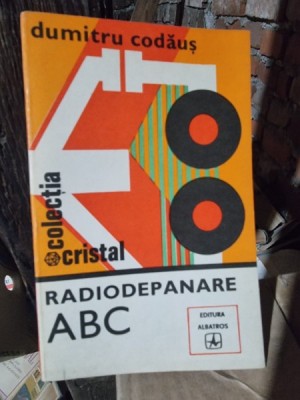 dumitru codăuș
colecția
cristal
RADIODEPANARE
ABC
EDITURA
ALBATROS